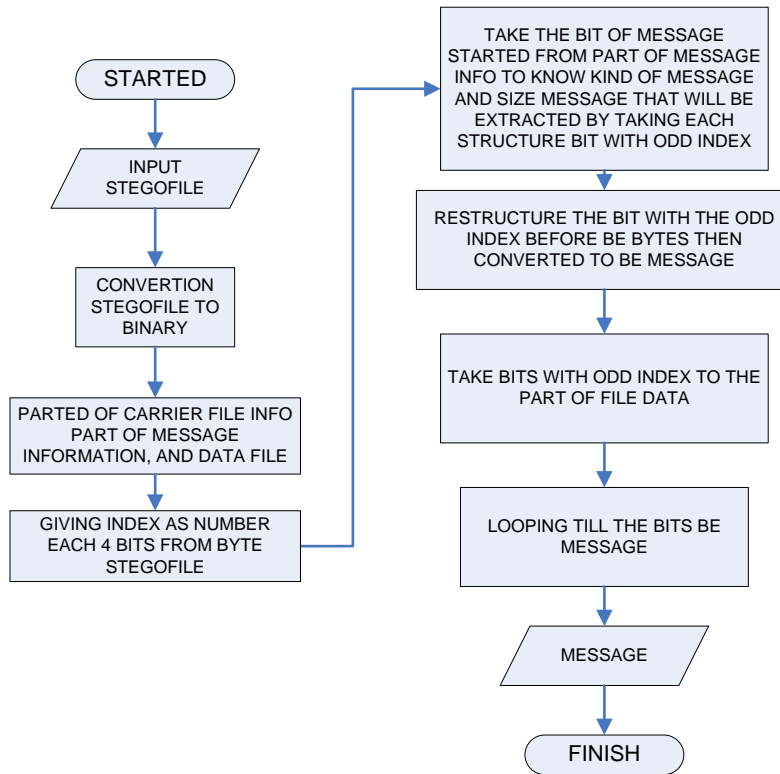 STARTED
INPUT
STEGOFILE
CONVERTION
STEGOFILE TO
BINARY
PARTED OF CARRIER FILE INFO
PART OF MESSAGE
INFORMATION, AND DATA FILE
GIVING INDEX AS NUMBER
EACH 4 BITS FROM BYTE
STEGOFILE
TAKE THE BIT OF MESSAGE
STARTED FROM PART OF MESSAGE
INFO TO KNOW KIND OF MESSAGE
AND SIZE MESSAGE THAT WILL BE
EXTRACTED BY TAKING EACH
STRUCTURE BIT WITH ODD INDEX
RESTRUCTURE THE BIT WITH THE ODD
INDEX BEFORE BE BYTES THEN
CONVERTED TO BE MESSAGE
TAKE BITS WITH ODD INDEX TO THE
PART OF FILE DATA
LOOPING TILL THE BITS BE
MESSAGE
MESSAGE
FINISH